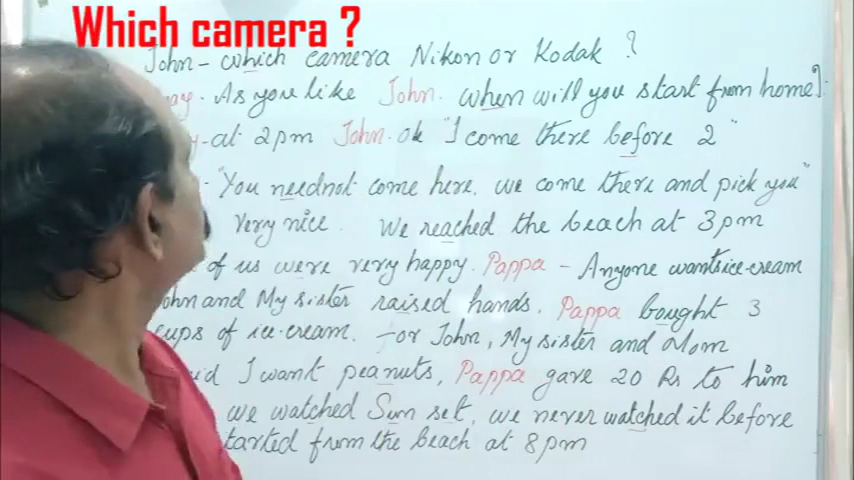 Which camera ?
John - which camera Nikon or Kodak ?
As you like John. when will you start from home?
at 2pm John. ok "I come there before 2"
"You neednot come here. we come there and pick you"
very nice. We reached the beach at 3pm
of us were very happy. Pappa - Anyone wants ice-cream
John and My sister raised hands. Pappa bought 3
cups of ice-cream. for John, My sister and Mom
I want peanuts, Pappa gave 20 Rs to him
we watched Sun set, we never watched it before
started from the beach at 8pm